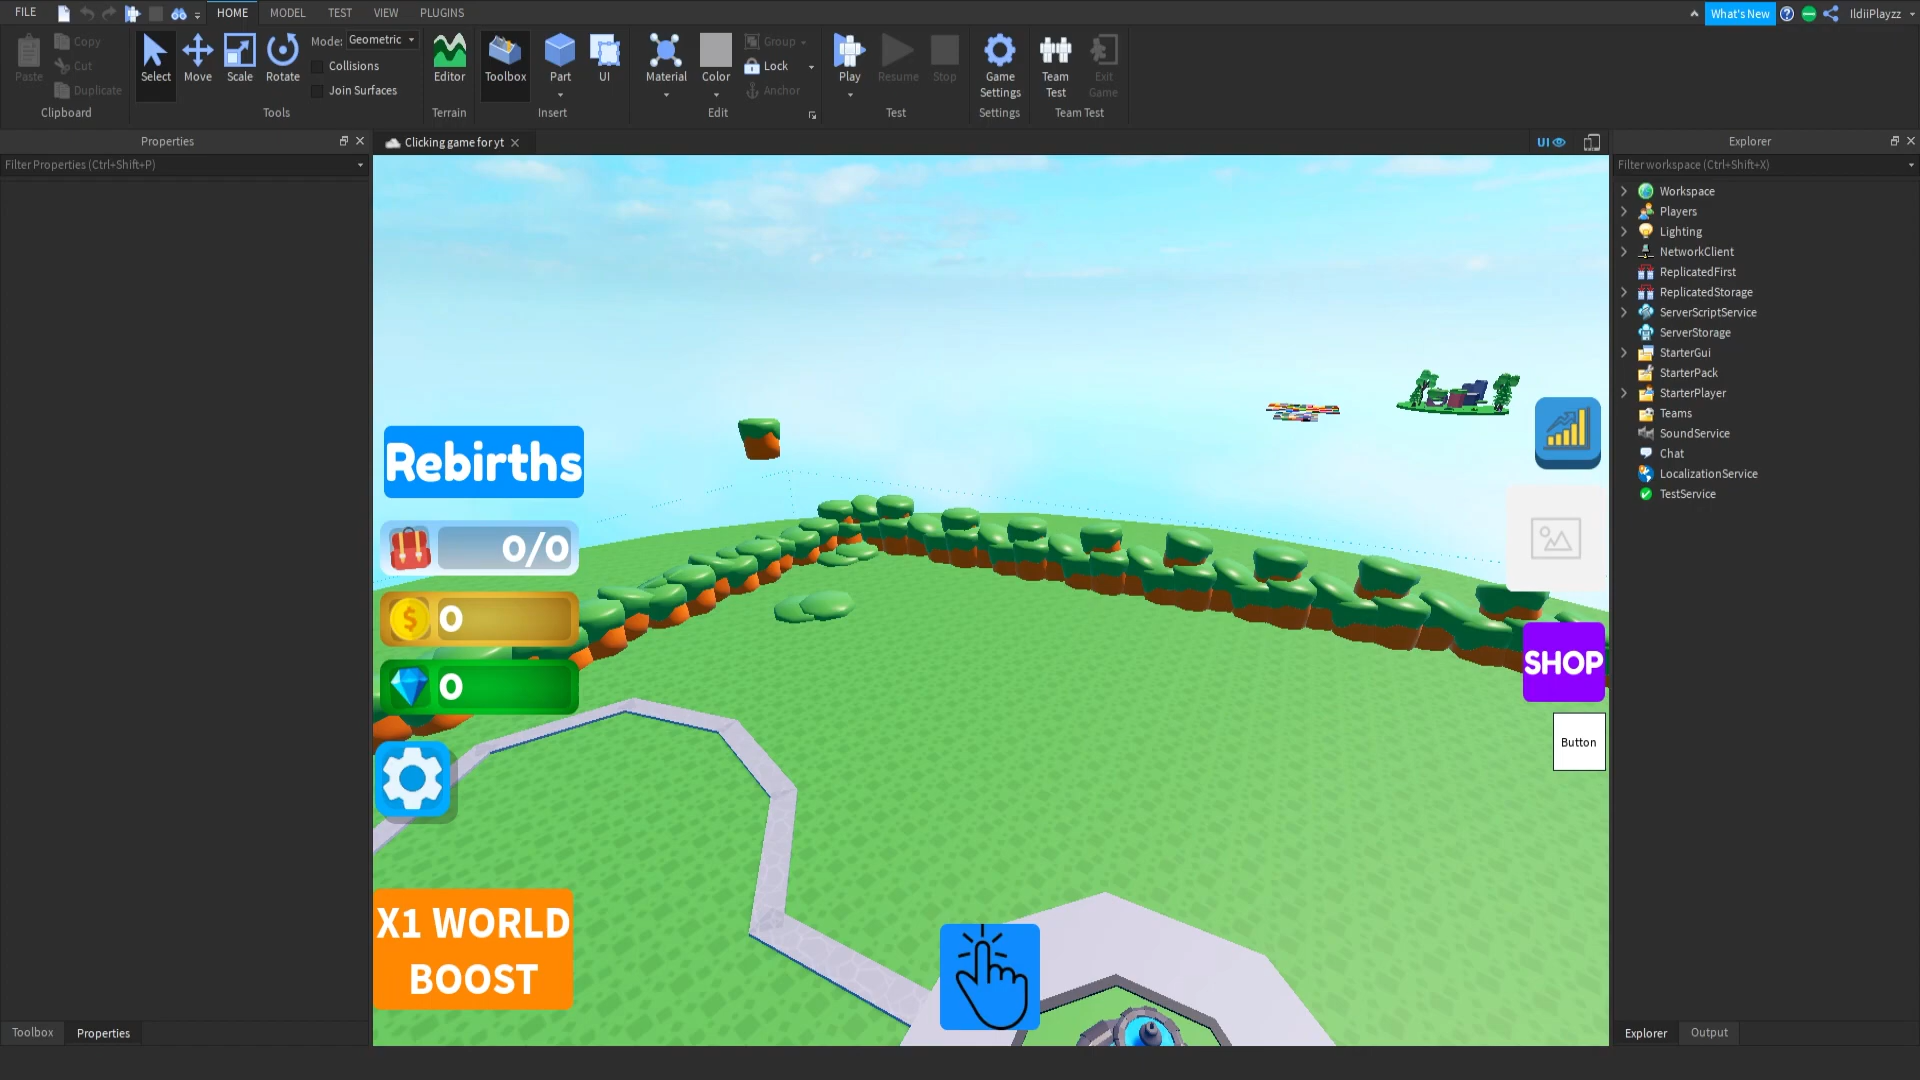 FILE
HOME
MODEL
TEST
VIEW
PLUGINS
What's New
IldiiPlayzz
Paste
Copy
Cut
Duplicate
Clipboard
Select
Move
Scale
Rotate
Mode: Geometric
Collisions
Join Surfaces
Tools
Editor
Terrain
Toolbox
Part
UI
Insert
Material
Color
Group
Lock
Anchor
Edit
Play
Resume
Stop
Test
Game
Settings
Settings
Team
Test
Exit
Game
Team Test
Properties
Filter Properties (Ctrl+Shift+P)
Clicking game for yt
UI
Explorer
Filter workspace (Ctrl+Shift+X)
Workspace
Players
Lighting
NetworkClient
ReplicatedFirst
ReplicatedStorage
ServerScriptService
ServerStorage
StarterGui
StarterPack
StarterPlayer
Teams
SoundService
Chat
LocalizationService
TestService
Rebirths
0/0
$ 0
0
X1 WORLD
BOOST
SHOP
Button
Toolbox
Properties
Explorer
Output